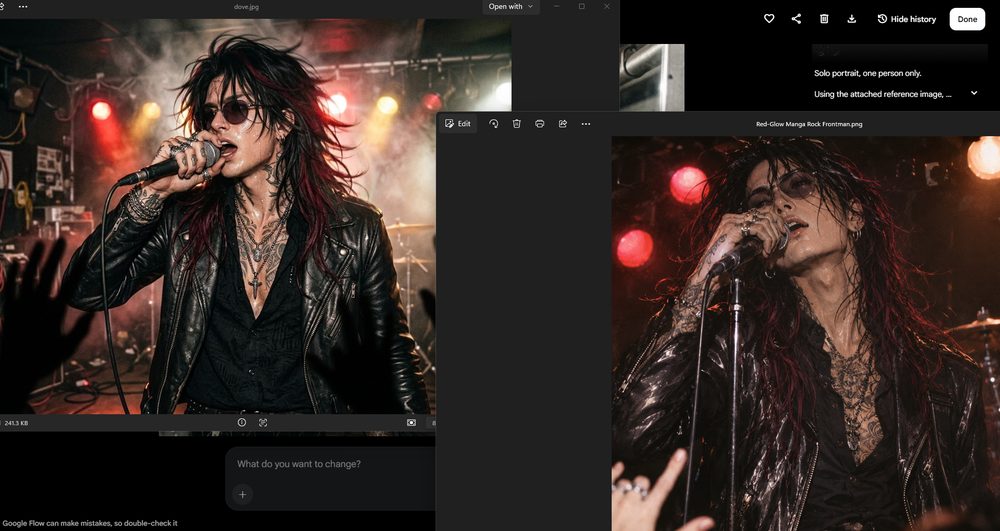 dove.jpg
Open with
Hide history
Done
Solo portrait, one person only.
Using the attached reference image, ...
Edit
Red-Glow Manga Rock Frontman.png
241.3 KB
What do you want to change?
Google Flow can make mistakes, so double-check it